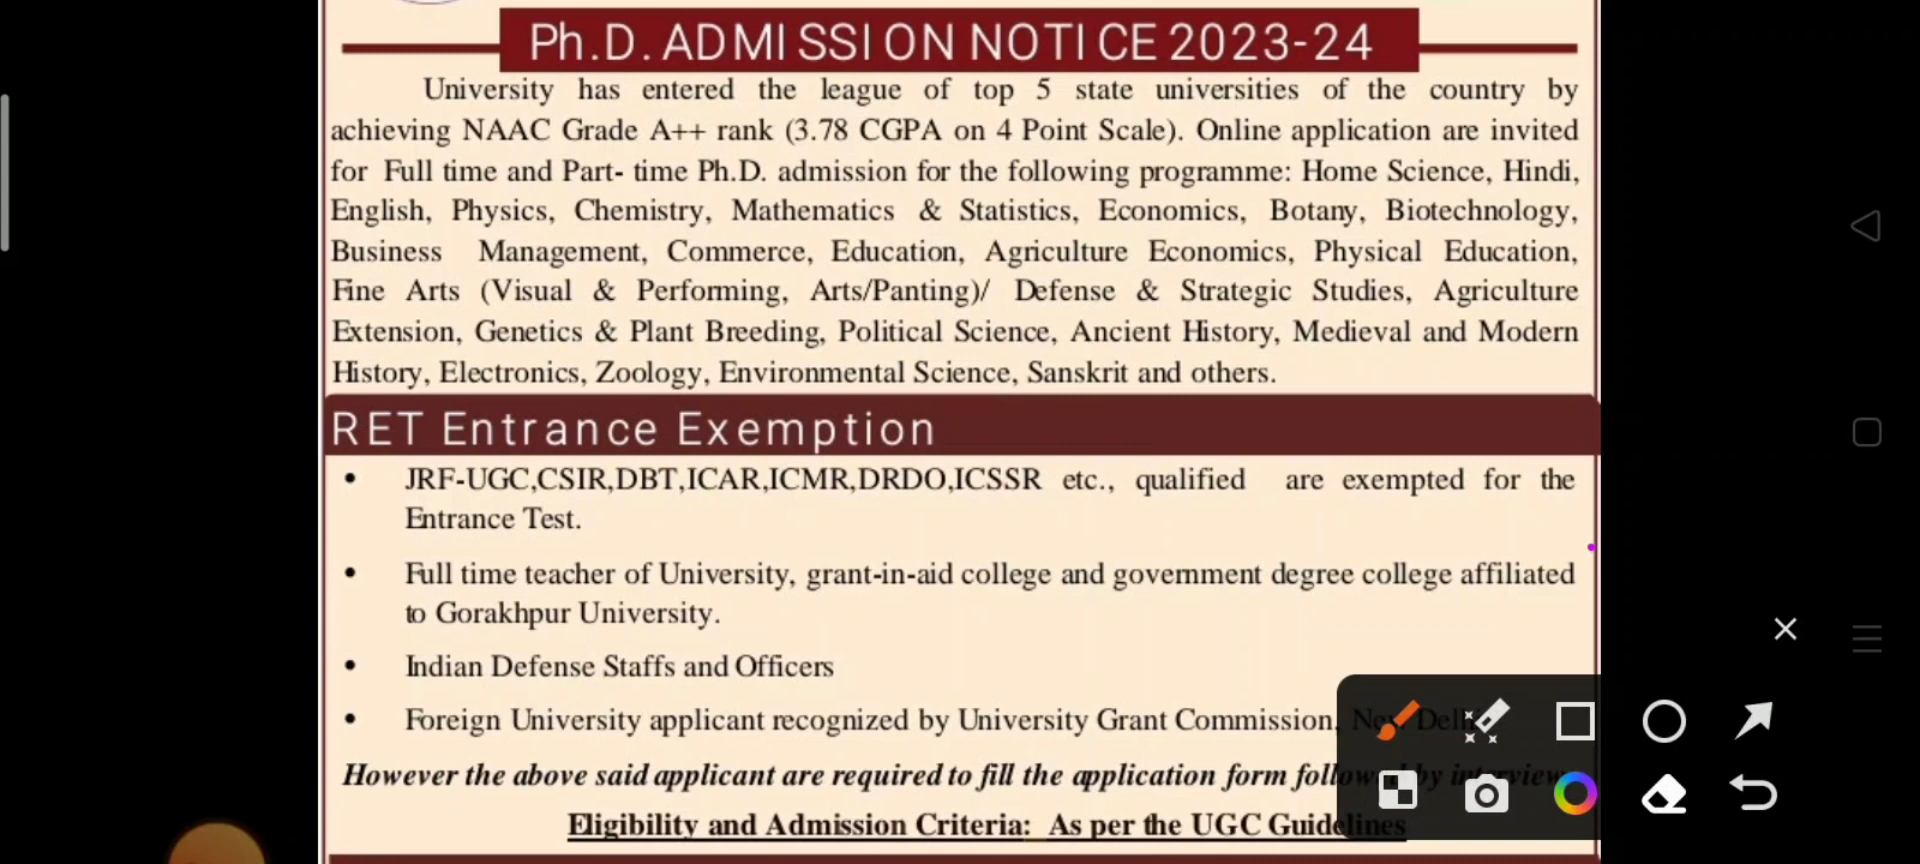 Ph.D. ADMISSION NOTICE 2023-24
University has entered the league of top 5 state universities of the country by
achieving NAAC Grade A++ rank (3.78 CGPA on 4 Point Scale). Online application are invited
for Full time and Part- time Ph.D. admission for the following programme: Home Science, Hindi,
English, Physics, Chemistry, Mathematics & Statistics, Economics, Botany, Biotechnology,
Business Management, Commerce, Education, Agriculture Economics, Physical Education,
Fine Arts (Visual & Performing, Arts/Panting)/ Defense & Strategic Studies, Agriculture
Extension, Genetics & Plant Breeding, Political Science, Ancient History, Medieval and Modern
History, Electronics, Zoology, Environmental Science, Sanskrit and others.
RET Entrance Exemption
• JRF-UGC,CSIR,DBT,ICAR,ICMR,DRDO,ICSSR etc., qualified are exempted for the
Entrance Test.
• Full time teacher of University, grant-in-aid college and government degree college affiliated
to Gorakhpur University.
• Indian Defense Staffs and Officers
• Foreign University applicant recognized by University Grant Commission, New Delhi
However the above said applicant are required to fill the application form followed by interview
Eligibility and Admission Criteria: As per the UGC Guidelines